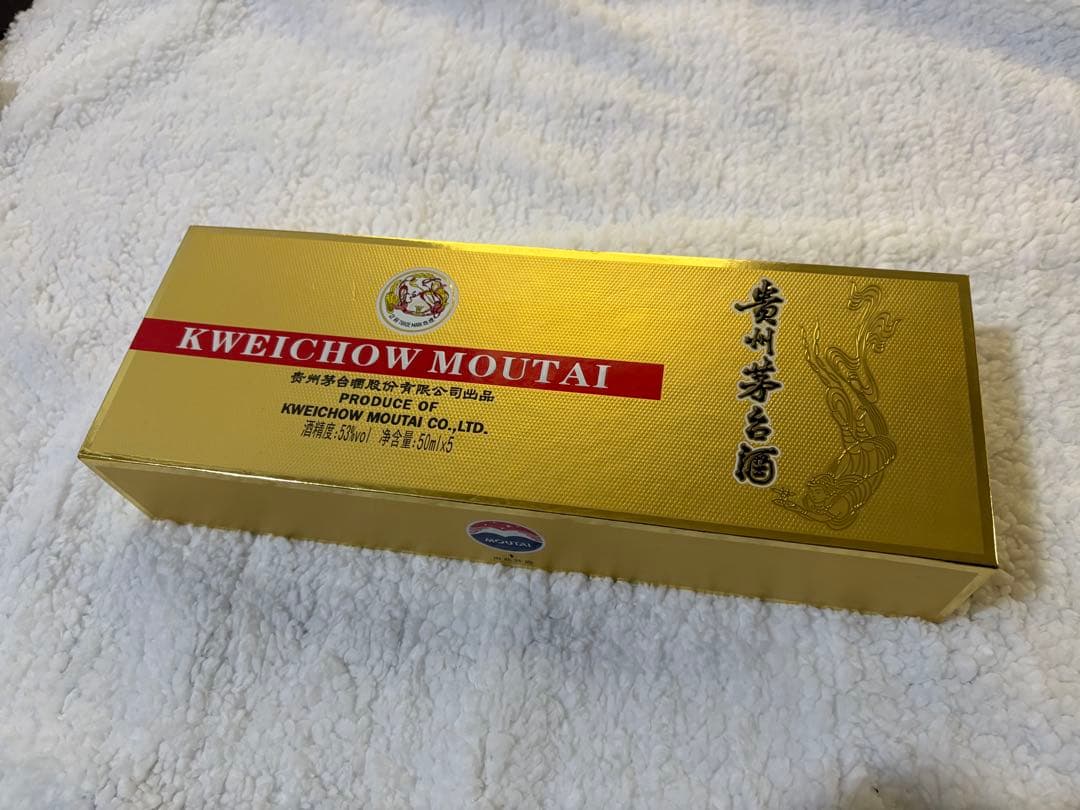 KWEICHOW MOUTAI
贵州茅台酒股份有限公司出品
PRODUCE OF
KWEICHOW MOUTAI CO.,LTD.
酒精度:53%vol 净含量:50ml×5
贵州茅台酒
MOUTAI